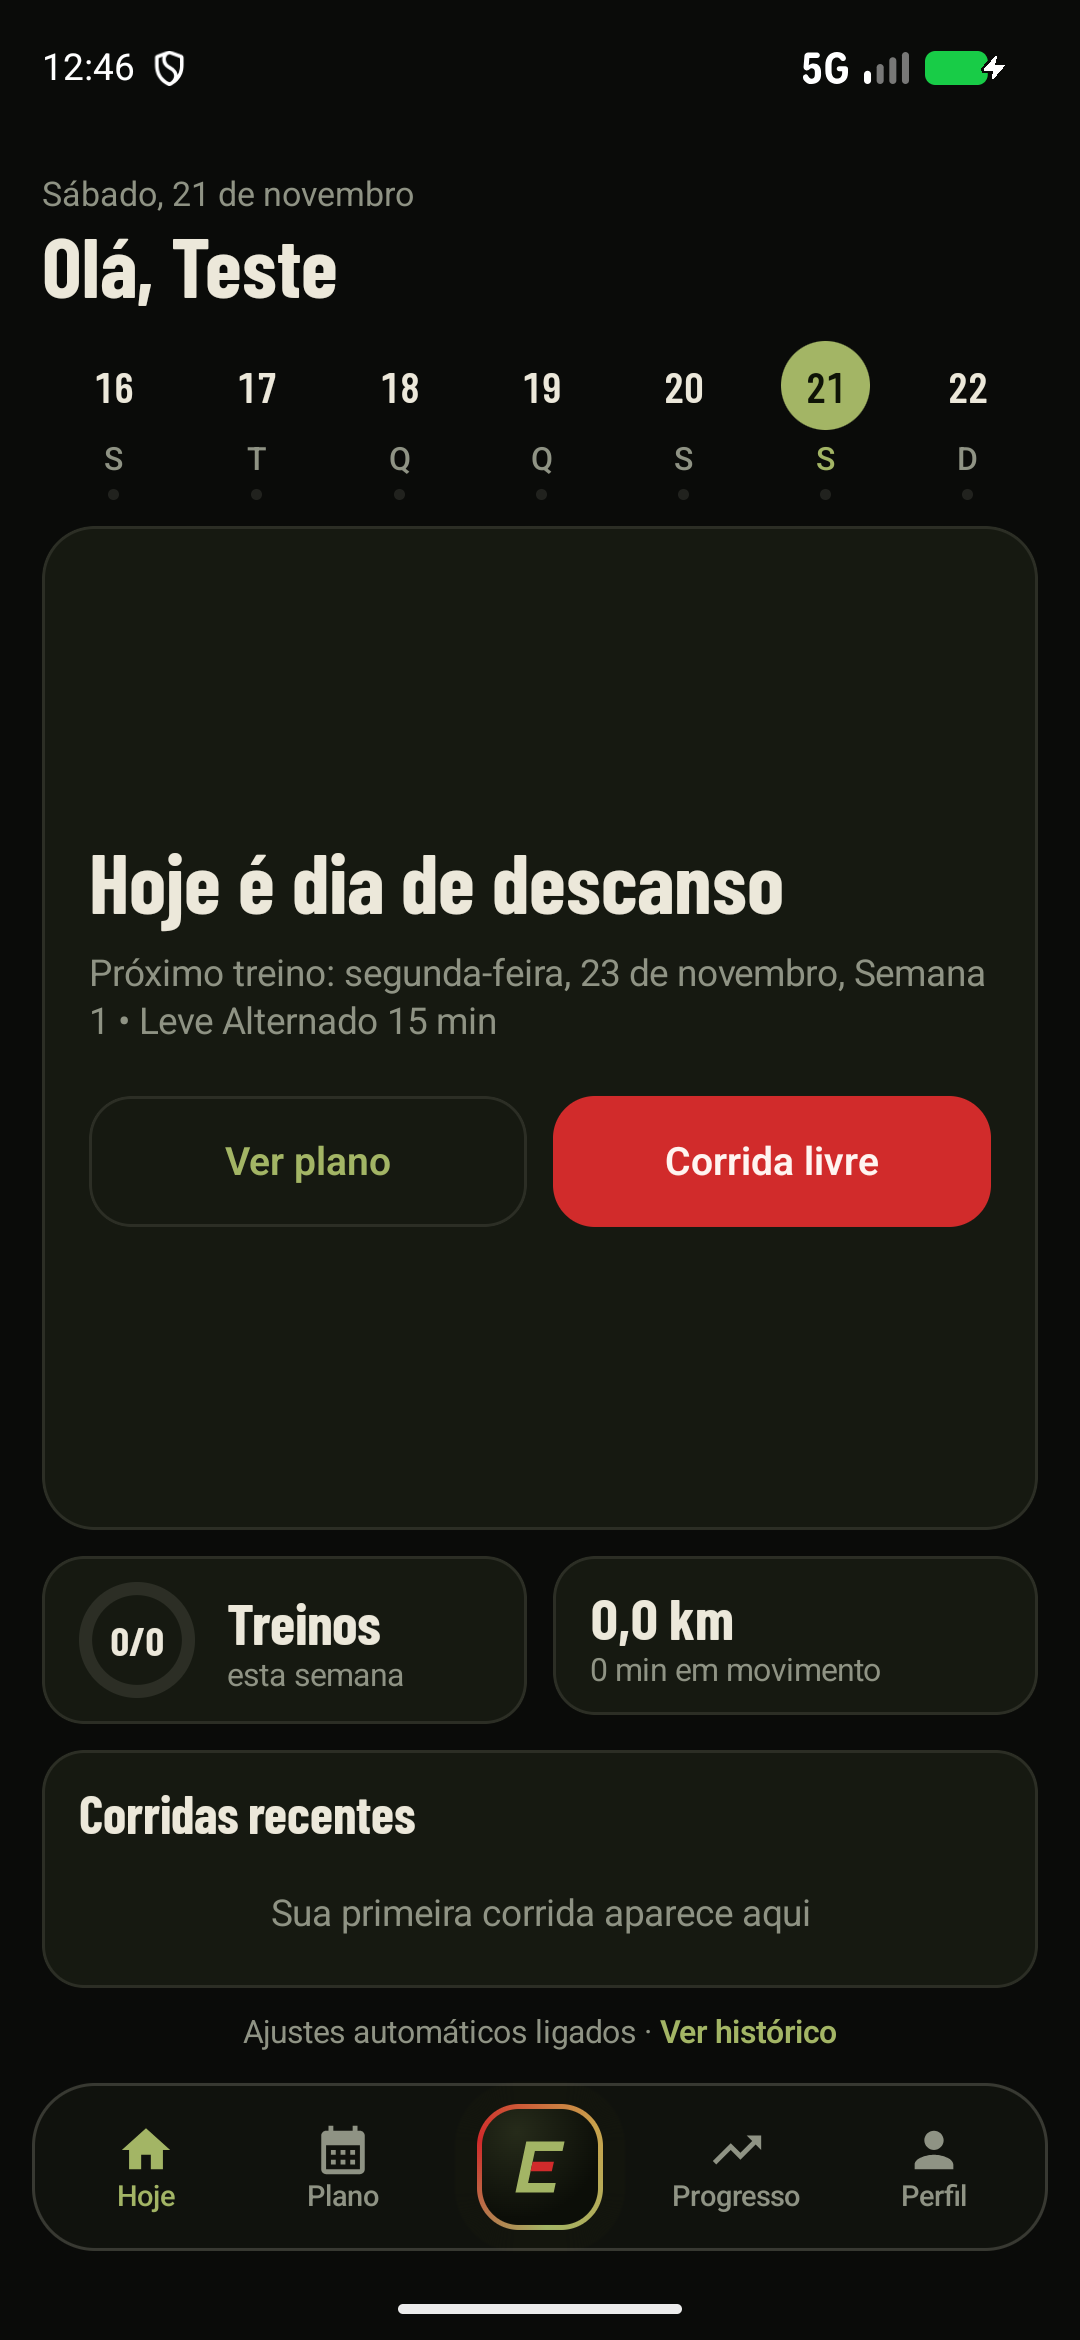 12:46
5G
Sábado, 21 de novembro
Olá, Teste
16 17 18 19 20 21 22
S T Q Q S S D
Hoje é dia de descanso
Próximo treino: segunda-feira, 23 de novembro, Semana
1 • Leve Alternado 15 min
Ver plano
Corrida livre
0/0
Treinos
esta semana
0,0 km
0 min em movimento
Corridas recentes
Sua primeira corrida aparece aqui
Ajustes automáticos ligados · Ver histórico
Hoje
Plano
E
Progresso
Perfil